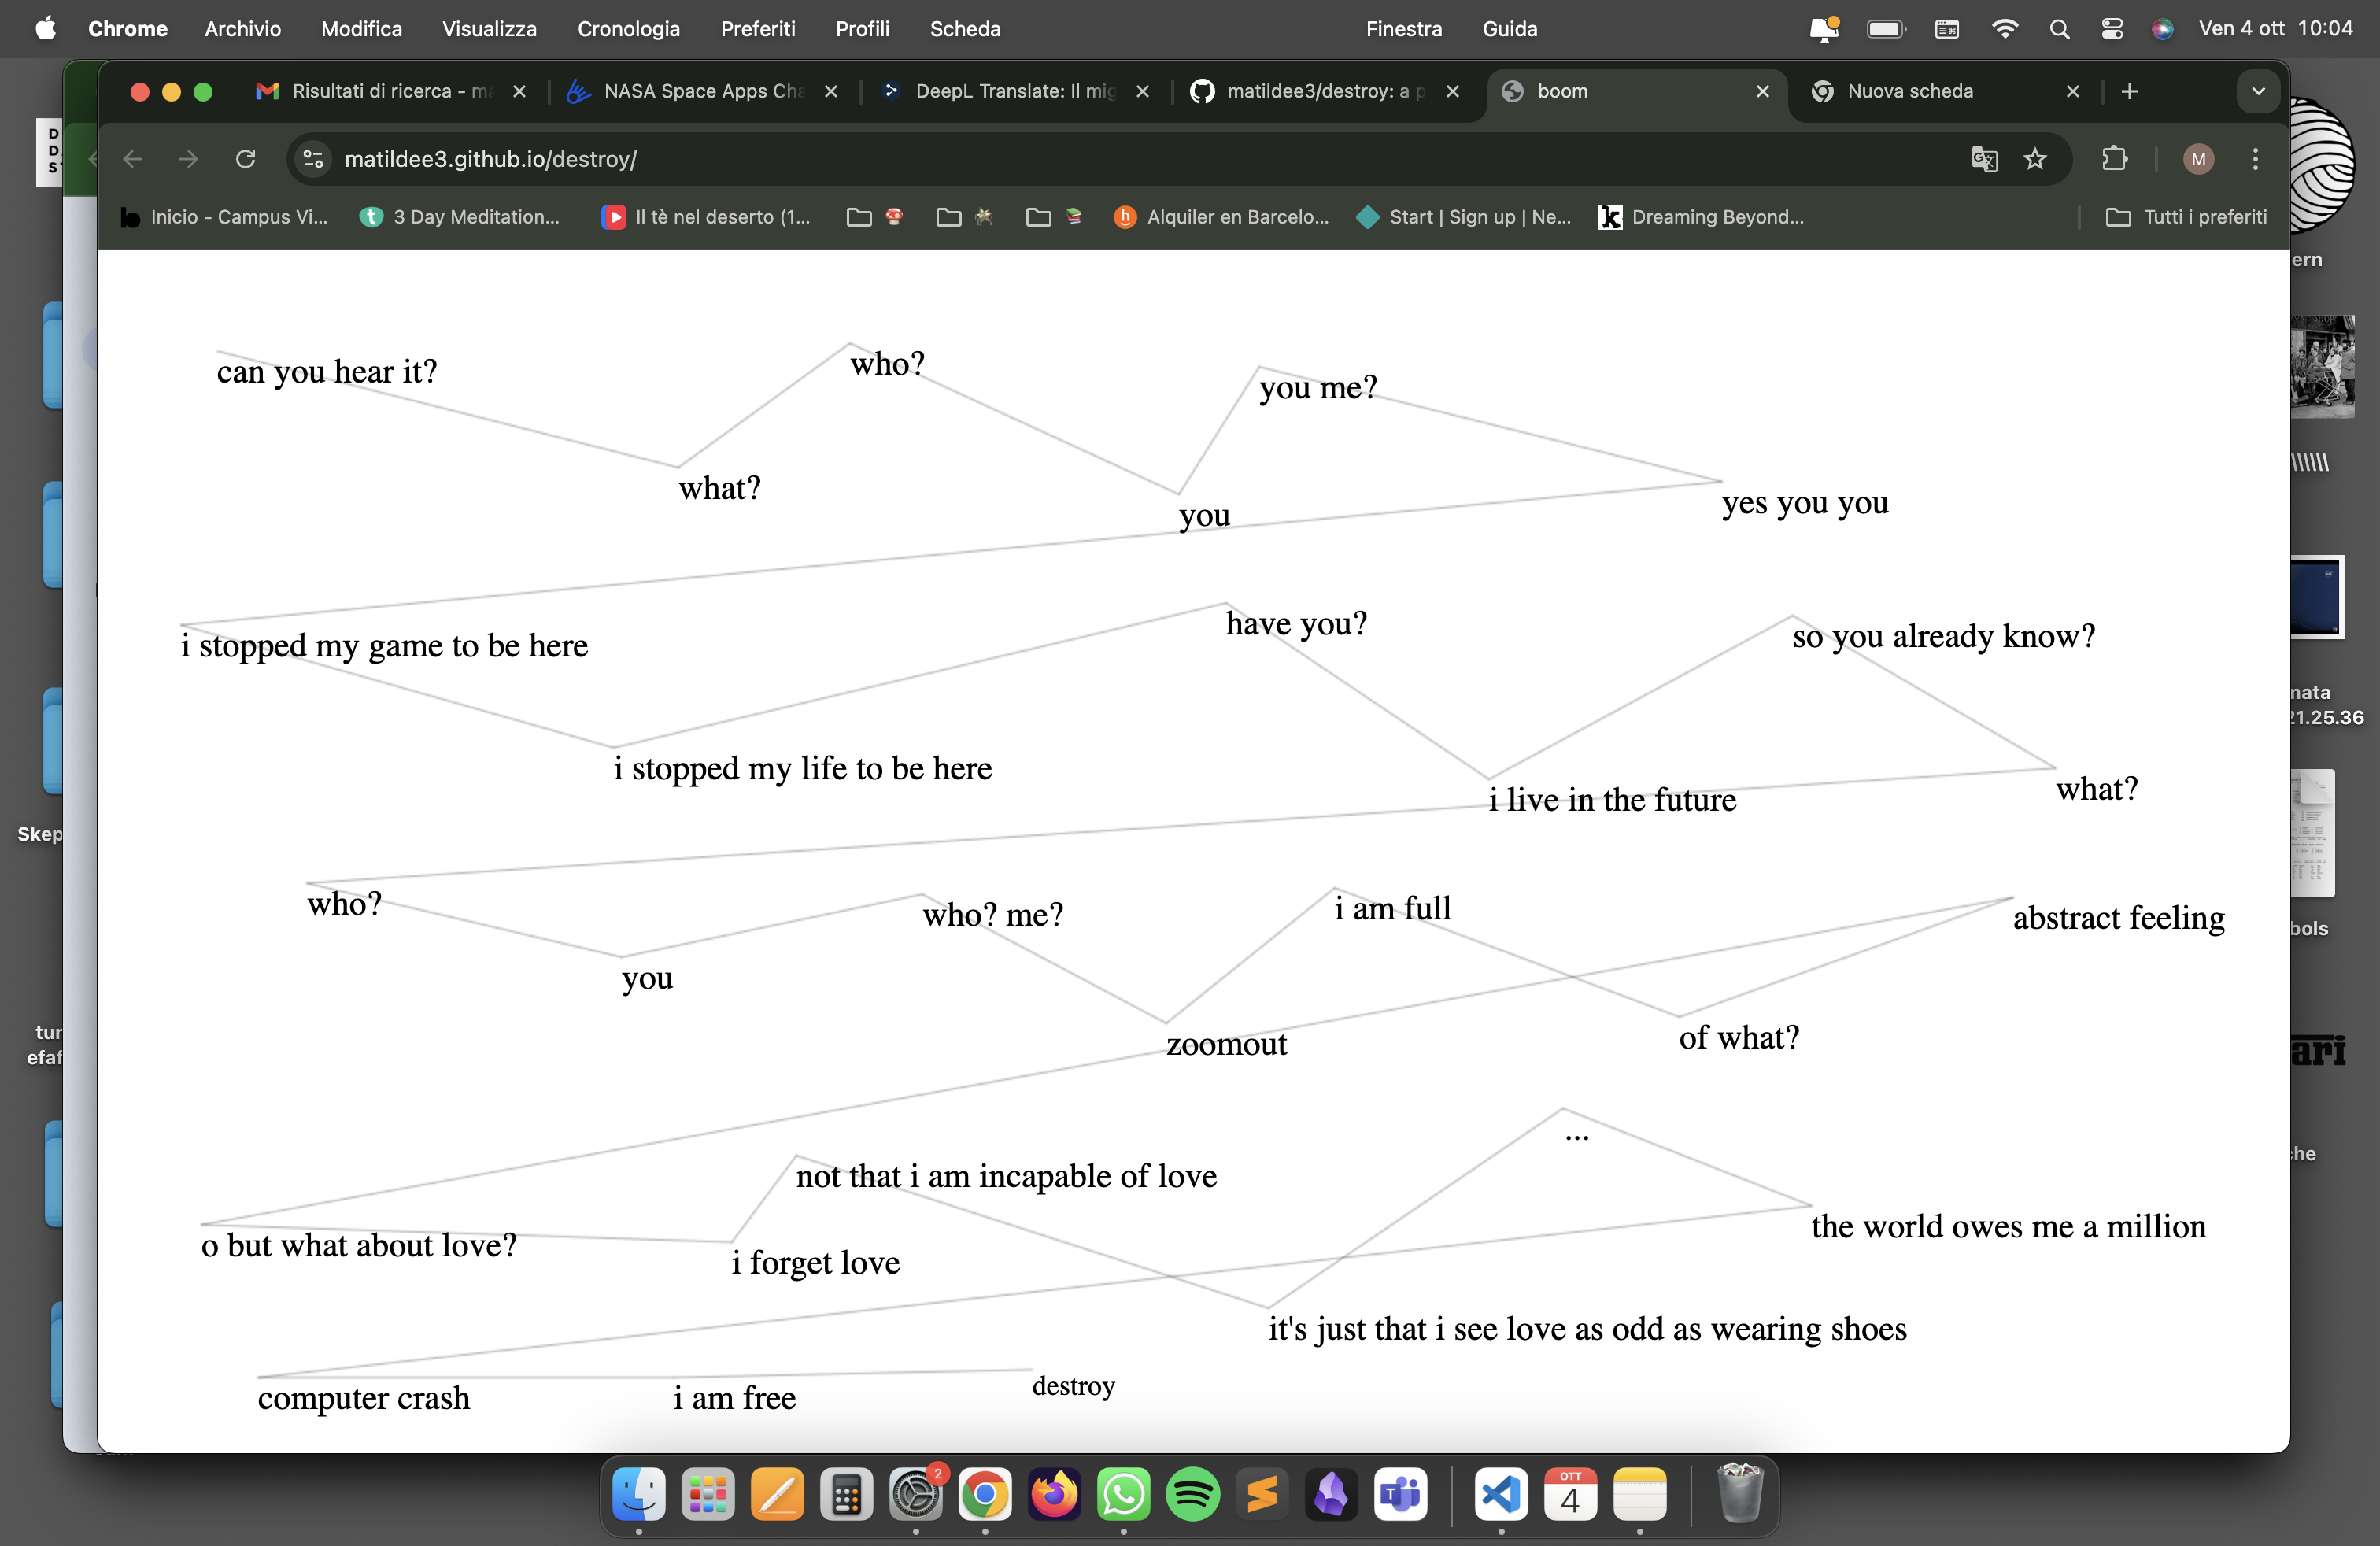 Chrome Archivio Modifica Visualizza Cronologia Preferiti Profili Scheda Finestra Guida Ven 4 ott 10:04
Risultati di ricerca - ma NASA Space Apps Cha DeepL Translate: Il mig matildee3/destroy: a p boom Nuova scheda
matildee3.github.io/destroy/ M
Inicio - Campus Vi... 3 Day Meditation... Il tè nel deserto (1... Alquiler en Barcelo... Start | Sign up | Ne... Dreaming Beyond... Tutti i preferiti
can you hear it?
what?
who?
you
you me?
yes you you
i stopped my game to be here
i stopped my life to be here
have you?
i live in the future
so you already know?
what?
who?
you
who? me?
zoomout
i am full
of what?
abstract feeling
o but what about love?
i forget love
not that i am incapable of love
it's just that i see love as odd as wearing shoes
...
the world owes me a million
computer crash
i am free
destroy
ern
nata
21.25.36
bols
ari
che
Skep
tur
efaf
2
OTT
4